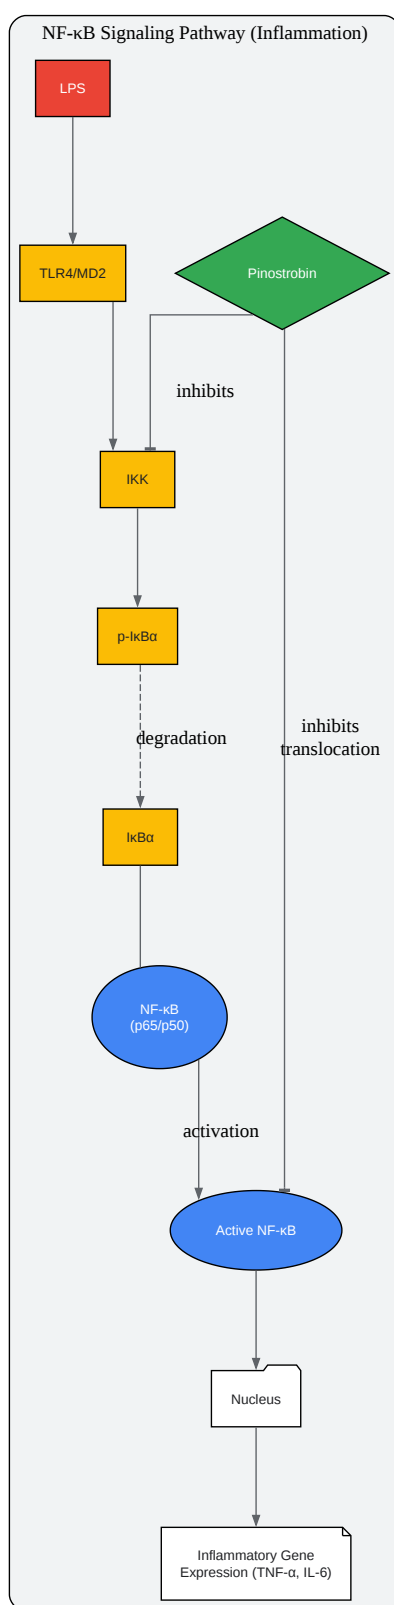 NF-κB Signaling Pathway (Inflammation)
LPS
TLR4/MD2
Pinostrobin
inhibits
IKK
p-IκBα
degradation
inhibits
translocation
IκBα
NF-κB
(p65/p50)
activation
Active NF-κB
Nucleus
Inflammatory Gene
Expression (TNF-α, IL-6)